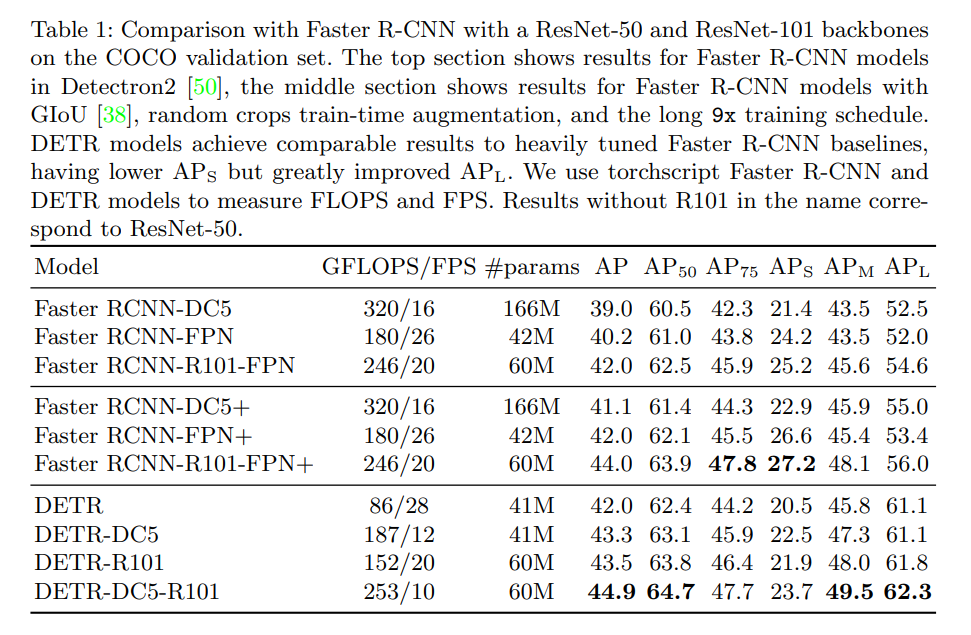 Table 1: Comparison with Faster R-CNN with a ResNet-50 and ResNet-101 backbones
on the COCO validation set. The top section shows results for Faster R-CNN models
in Detectron2 [50], the middle section shows results for Faster R-CNN models with
GIoU [38], random crops train-time augmentation, and the long 9x training schedule.
DETR models achieve comparable results to heavily tuned Faster R-CNN baselines,
having lower APS but greatly improved APL. We use torchscript Faster R-CNN and
DETR models to measure FLOPS and FPS. Results without R101 in the name corre-
spond to ResNet-50.
Model GFLOPS/FPS #params AP AP50 AP75 APS APM APL
Faster RCNN-DC5 320/16 166M 39.0 60.5 42.3 21.4 43.5 52.5
Faster RCNN-FPN 180/26 42M 40.2 61.0 43.8 24.2 43.5 52.0
Faster RCNN-R101-FPN 246/20 60M 42.0 62.5 45.9 25.2 45.6 54.6
Faster RCNN-DC5+ 320/16 166M 41.1 61.4 44.3 22.9 45.9 55.0
Faster RCNN-FPN+ 180/26 42M 42.0 62.1 45.5 26.6 45.4 53.4
Faster RCNN-R101-FPN+ 246/20 60M 44.0 63.9 47.8 27.2 48.1 56.0
DETR 86/28 41M 42.0 62.4 44.2 20.5 45.8 61.1
DETR-DC5 187/12 41M 43.3 63.1 45.9 22.5 47.3 61.1
DETR-R101 152/20 60M 43.5 63.8 46.4 21.9 48.0 61.8
DETR-DC5-R101 253/10 60M 44.9 64.7 47.7 23.7 49.5 62.3